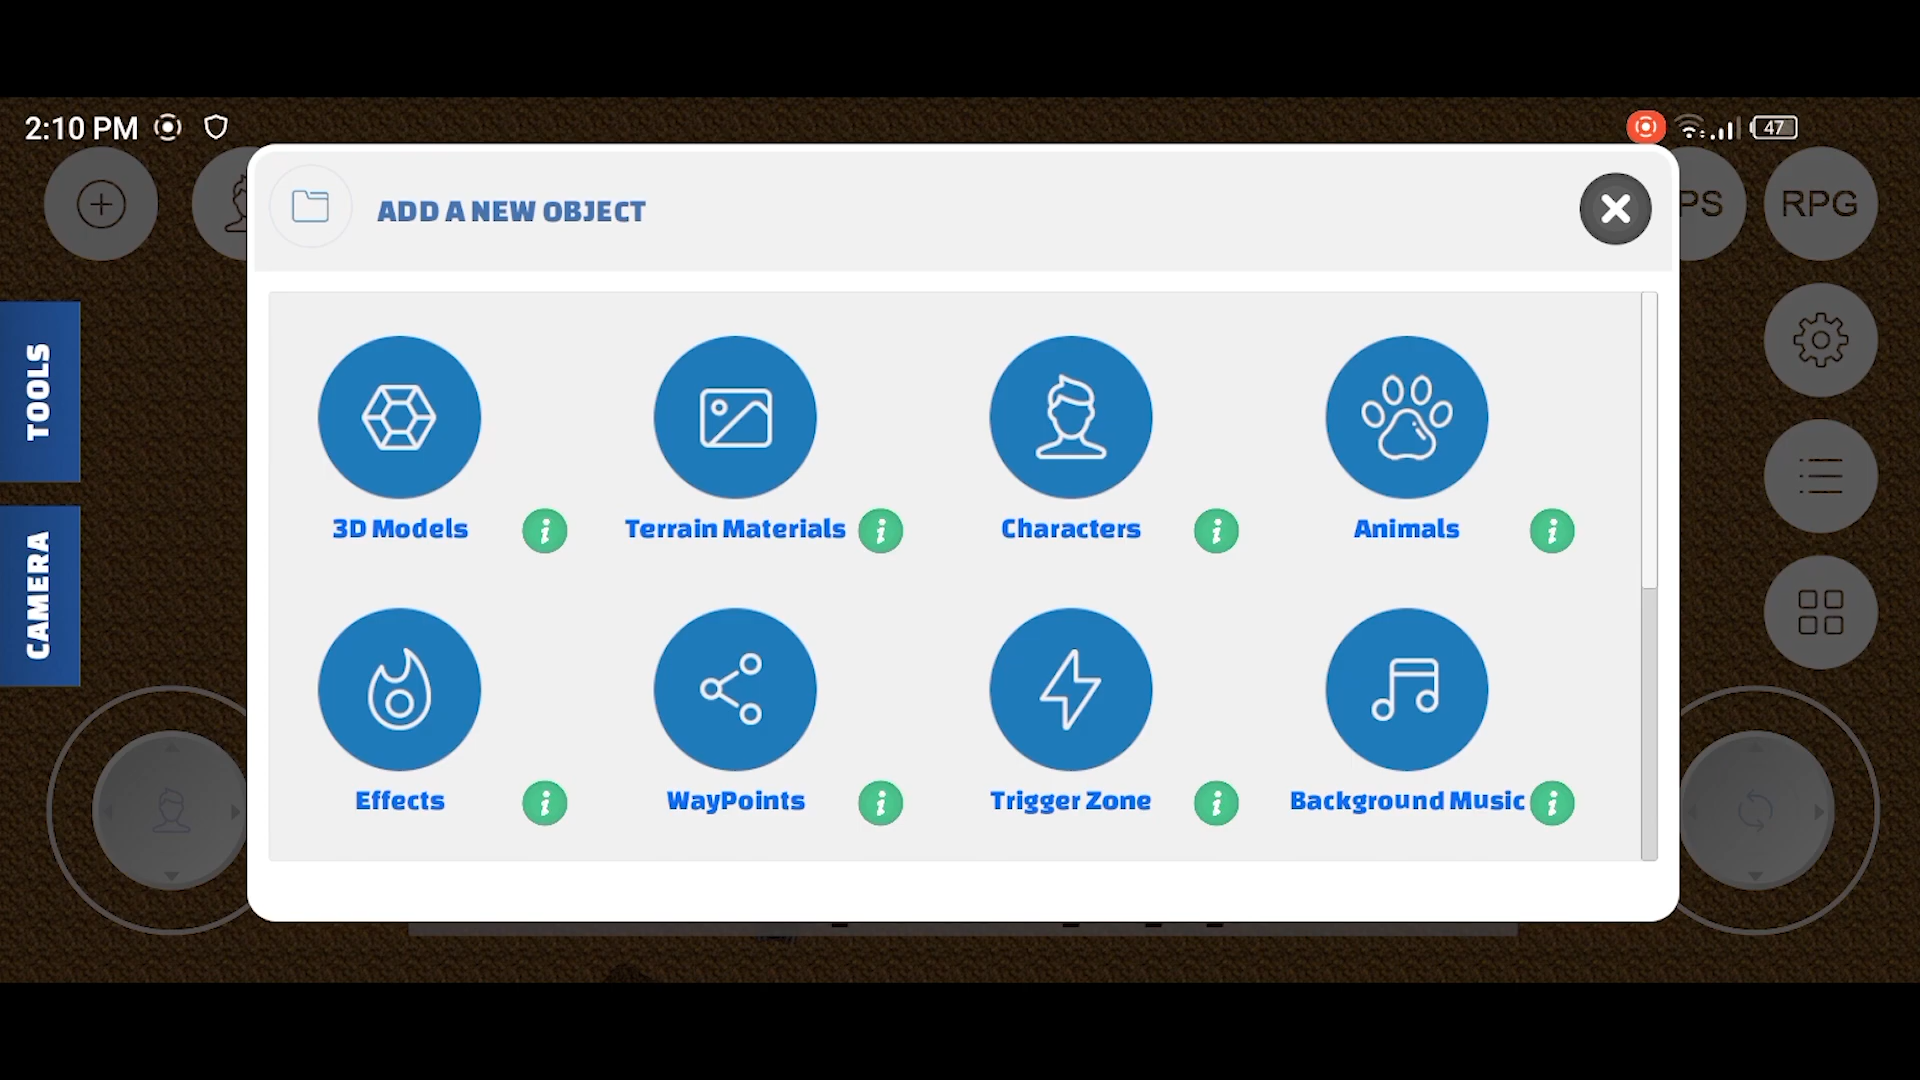 2:10 PM
47
ADD A NEW OBJECT
PS
RPG
TOOLS
CAMERA
3D Models
Terrain Materials
Characters
Animals
Effects
WayPoints
Trigger Zone
Background Music